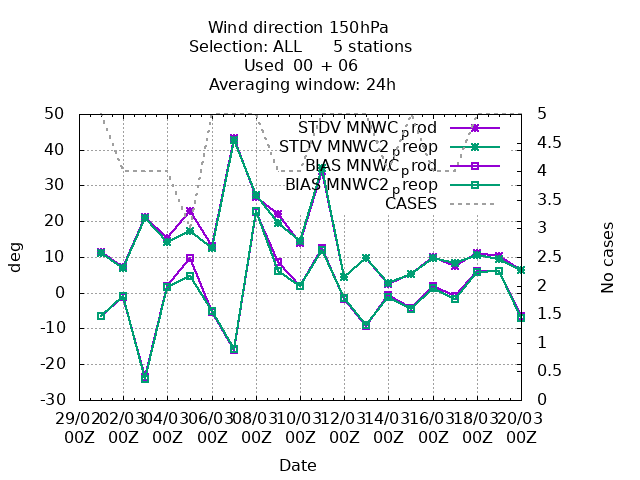 Wind direction 150hPa
Selection: ALL 5 stations
Used 00 + 06
Averaging window: 24h
STDV MNWC_prod
STDV MNWC2_preop
BIAS MNWC_prod
BIAS MNWC2_preop
CASES
50
40
30
20
10
0
-10
-20
-30
deg
5
4.5
4
3.5
3
2.5
2
1.5
1
0.5
0
No cases
29/02 02/03 04/03 06/03 08/03 10/03 12/03 14/03 16/03 18/03 20/03
00Z 00Z 00Z 00Z 00Z 00Z 00Z 00Z 00Z 00Z 00Z
Date